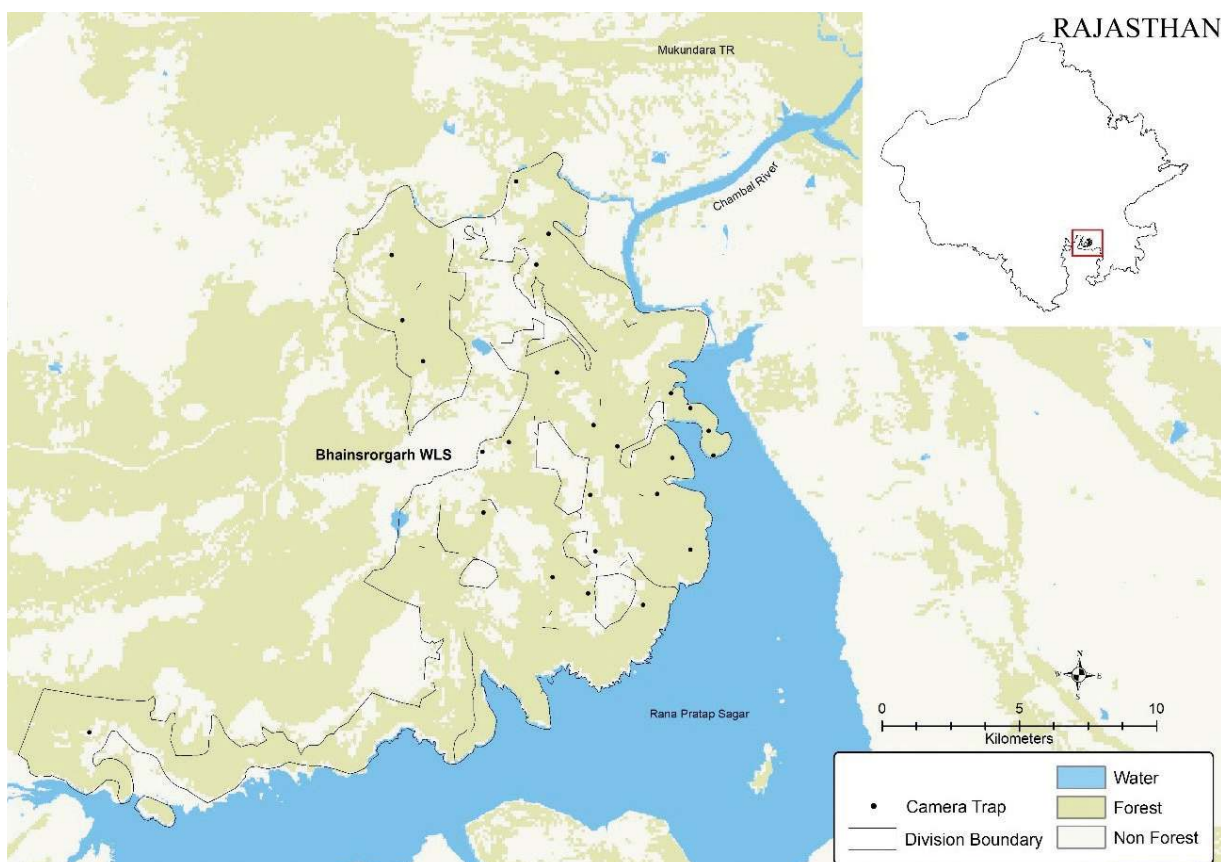 RAJASTHAN
Mukundara TR
Chambal River
Bhainsrorgarh WLS
Rana Pratap Sagar
N
W E
S
0 5 10
Kilometers
Camera Trap
Division Boundary
Water
Forest
Non Forest